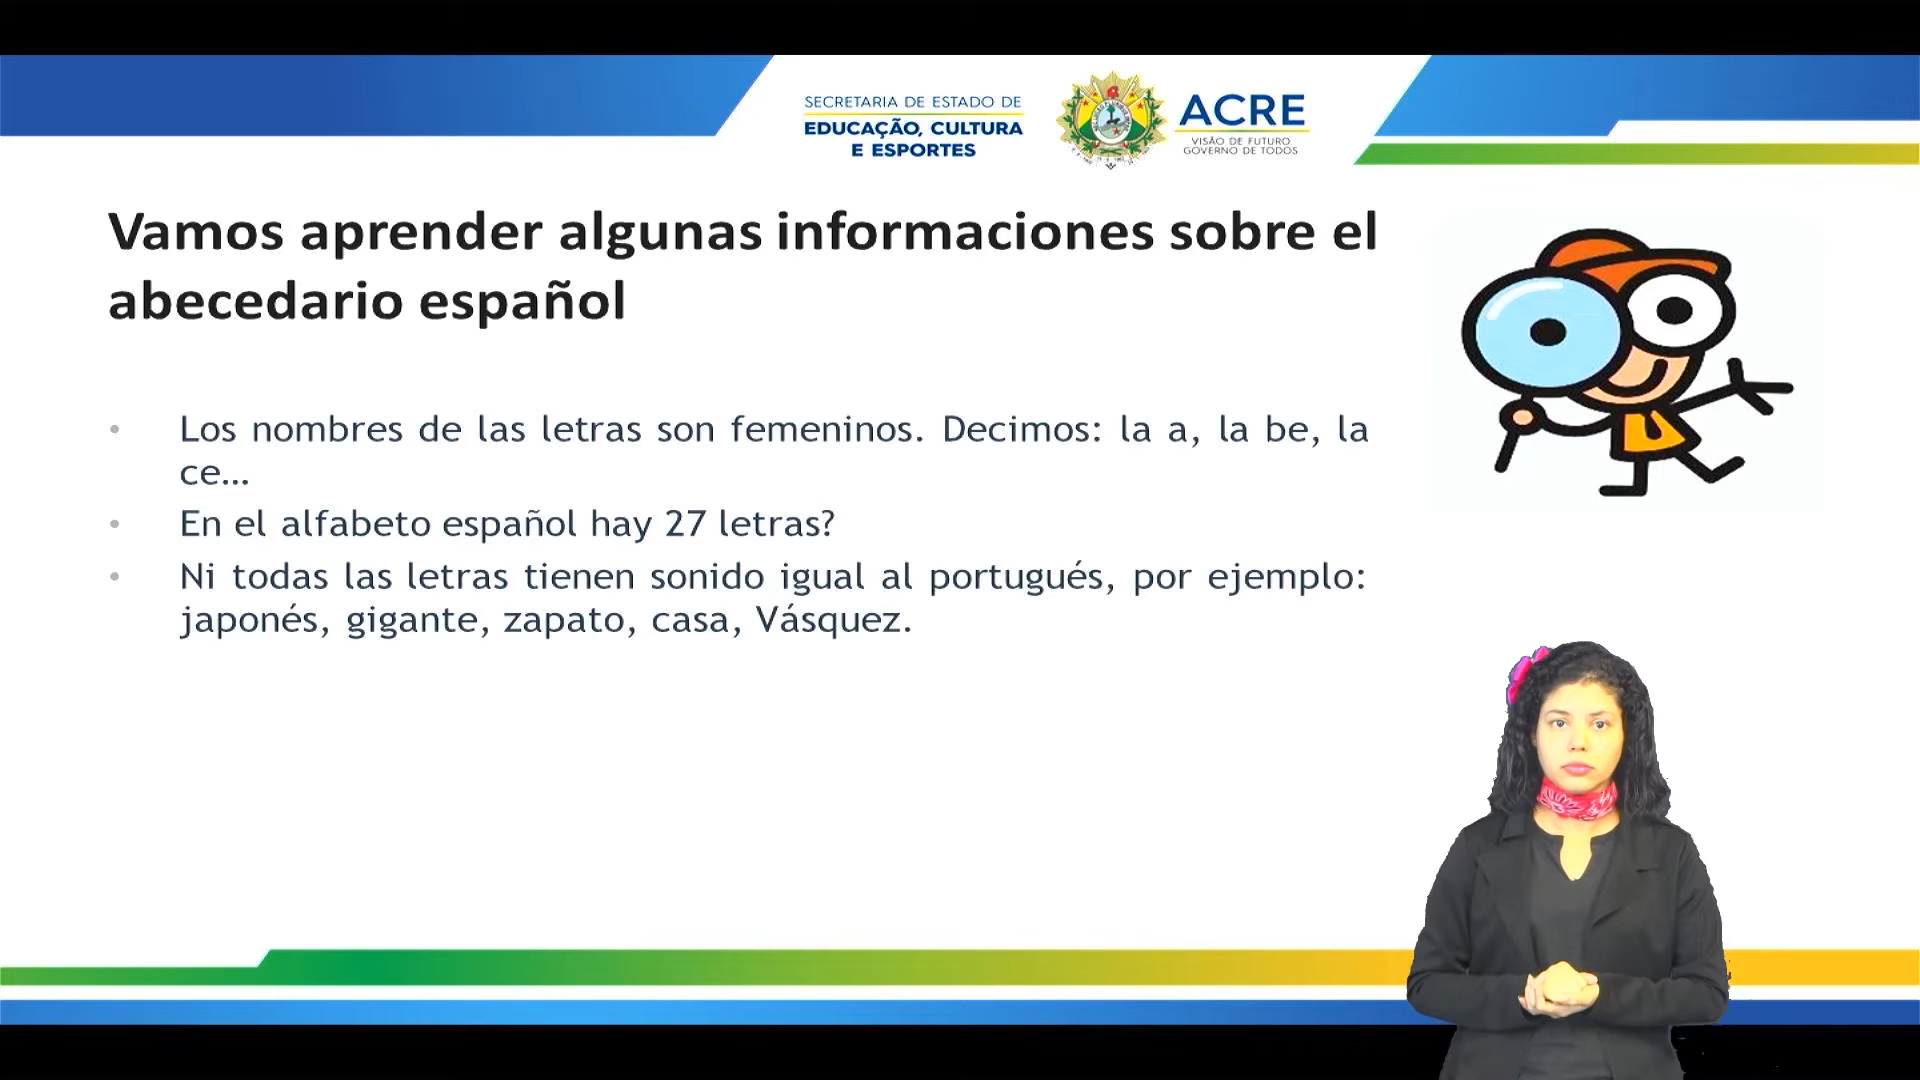 SECRETARIA DE ESTADO DE
EDUCAÇÃO, CULTURA
E ESPORTES
ACRE
VISÃO DE FUTURO
GOVERNO DE TODOS
Vamos aprender algunas informaciones sobre el
abecedario español
• Los nombres de las letras son femeninos. Decimos: la a, la be, la
ce...
• En el alfabeto español hay 27 letras?
• Ni todas las letras tienen sonido igual al portugués, por ejemplo:
japonés, gigante, zapato, casa, Vásquez.